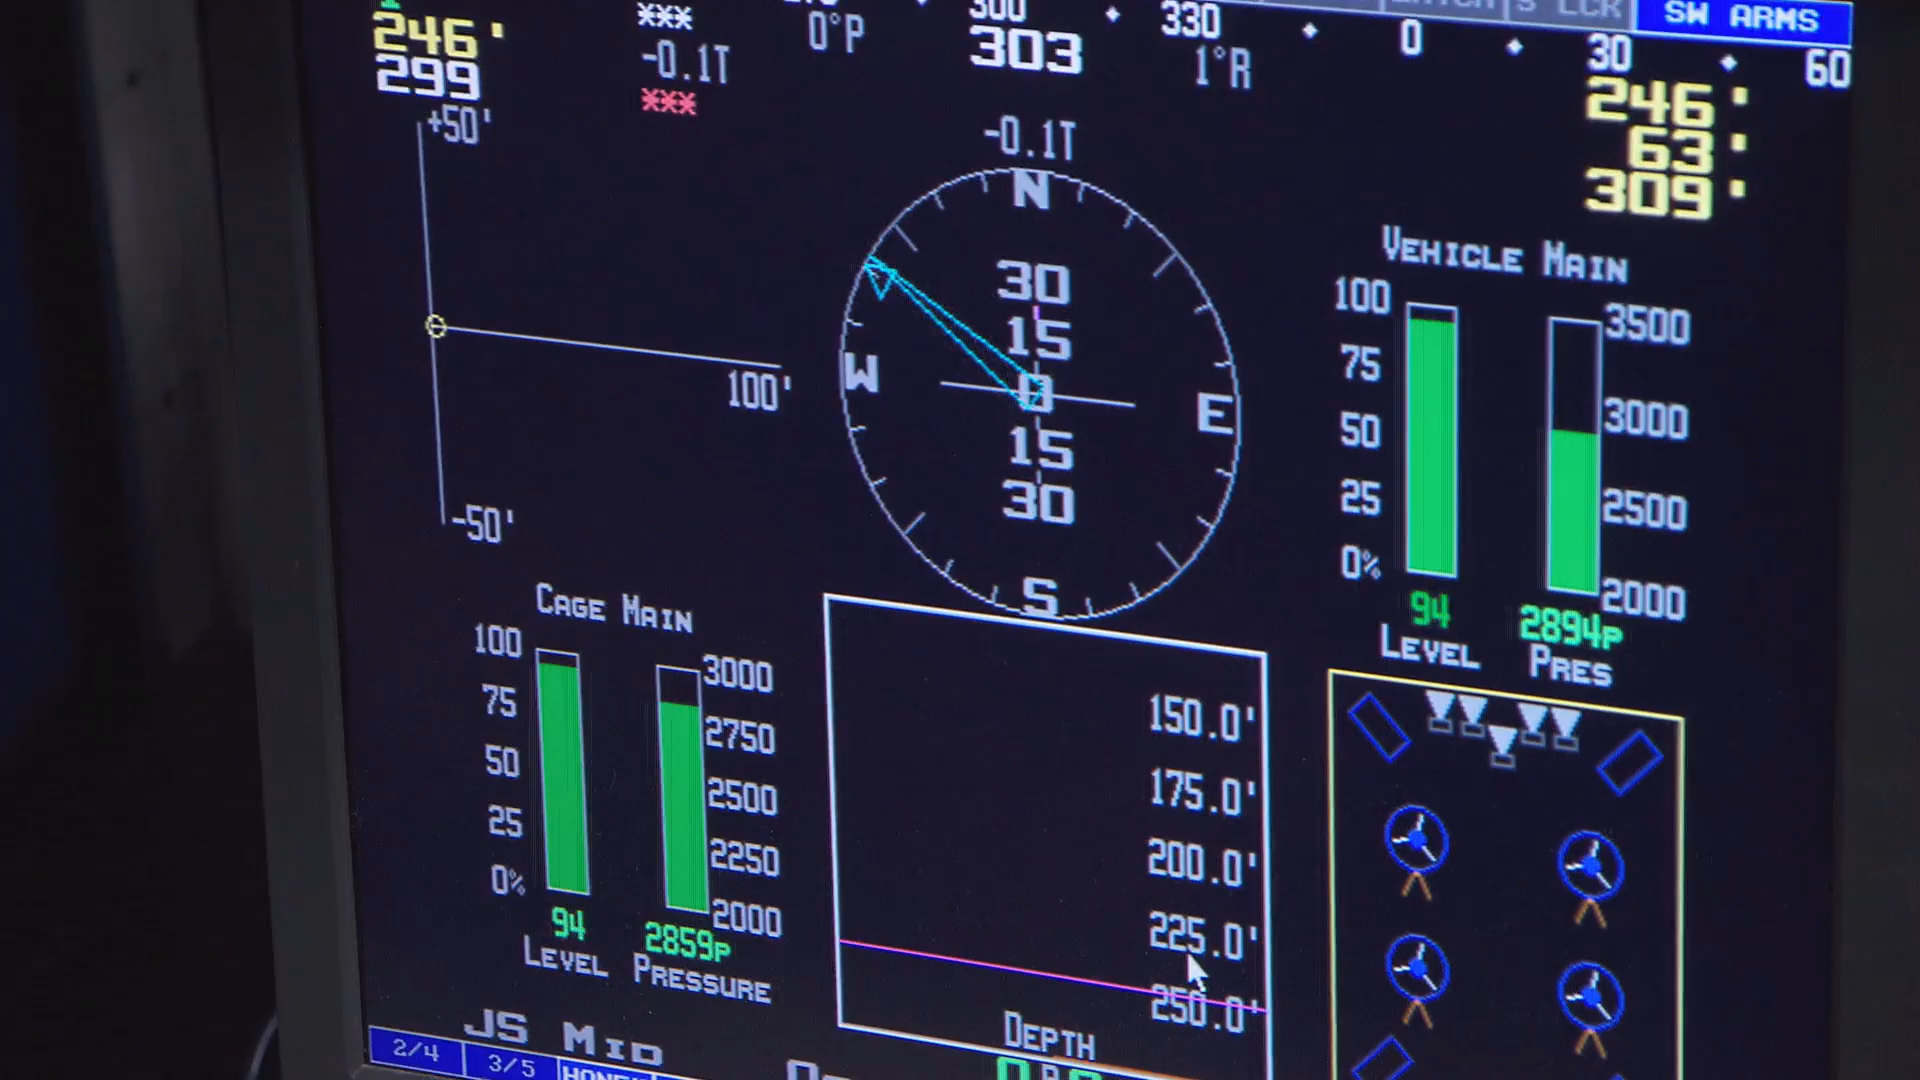 SW ARMS
300
330
0
30
60
246'
299
***
-0.1T
***
0°P
303
1°R
246'
63'
309'
+50'
100'
-50'
-0.1T
N
W
E
S
30
15
0
15
30
VEHICLE MAIN
100
75
50
25
0%
3500
3000
2500
2000
94
2894P
LEVEL
PRES
CAGE MAIN
100
75
50
25
0%
3000
2750
2500
2250
2000
94
2859P
LEVEL
PRESSURE
150.0'
175.0'
200.0'
225.0'
250.0'
DEPTH
JS MID
2/4
3/5